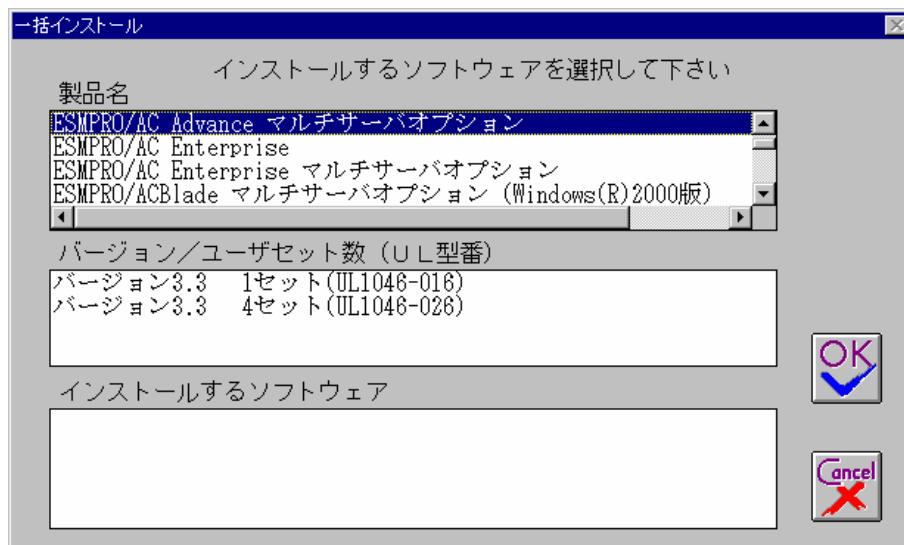 一括インストール
インストールするソフトウェアを選択して下さい
製品名
ESMPRO/AC Advance マルチサーバオプション
ESMPRO/AC Enterprise
ESMPRO/AC Enterprise マルチサーバオプション
ESMPRO/ACBlade マルチサーバオプション (Windows(R)2000版)
バージョン／ユーザセット数（ＵＬ型番）
バージョン3.3　1セット(UL1046-016)
バージョン3.3　4セット(UL1046-026)
OK
インストールするソフトウェア
Cancel